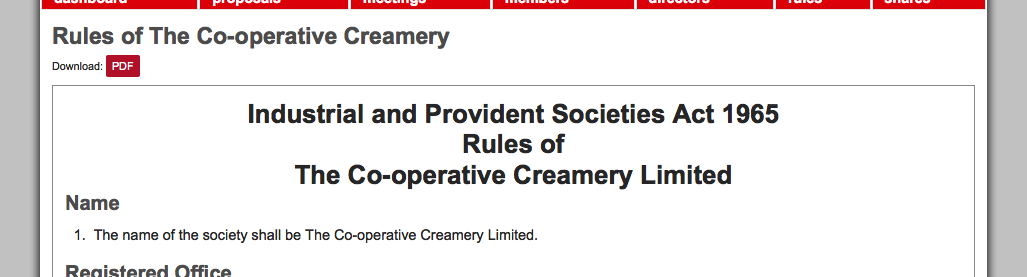 dashboard proposals meetings members directors rules shares
Rules of The Co-operative Creamery
Download: PDF
Industrial and Provident Societies Act 1965
Rules of
The Co-operative Creamery Limited
Name
1. The name of the society shall be The Co-operative Creamery Limited.
Registered Office